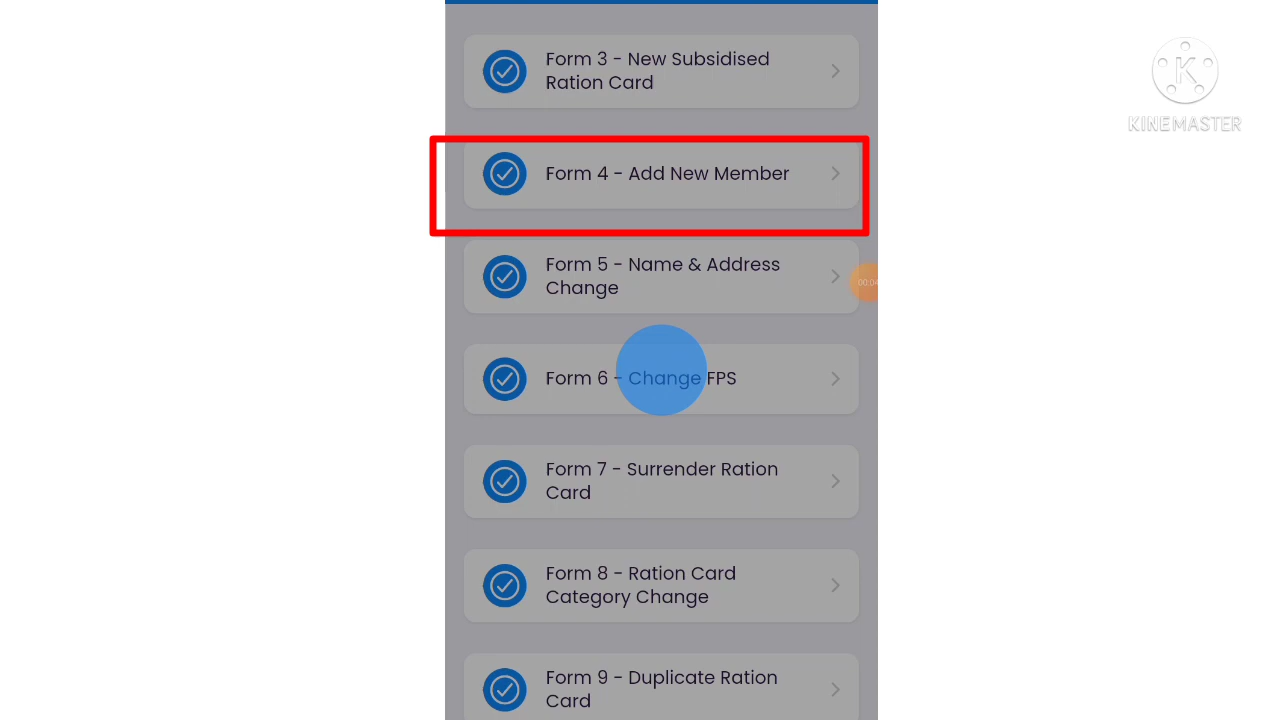 Form 3 - New Subsidised
Ration Card
KINEMASTER
Form 4 - Add New Member
Form 5 - Name & Address
Change
Form 6 - Change FPS
Form 7 - Surrender Ration
Card
Form 8 - Ration Card
Category Change
Form 9 - Duplicate Ration
Card